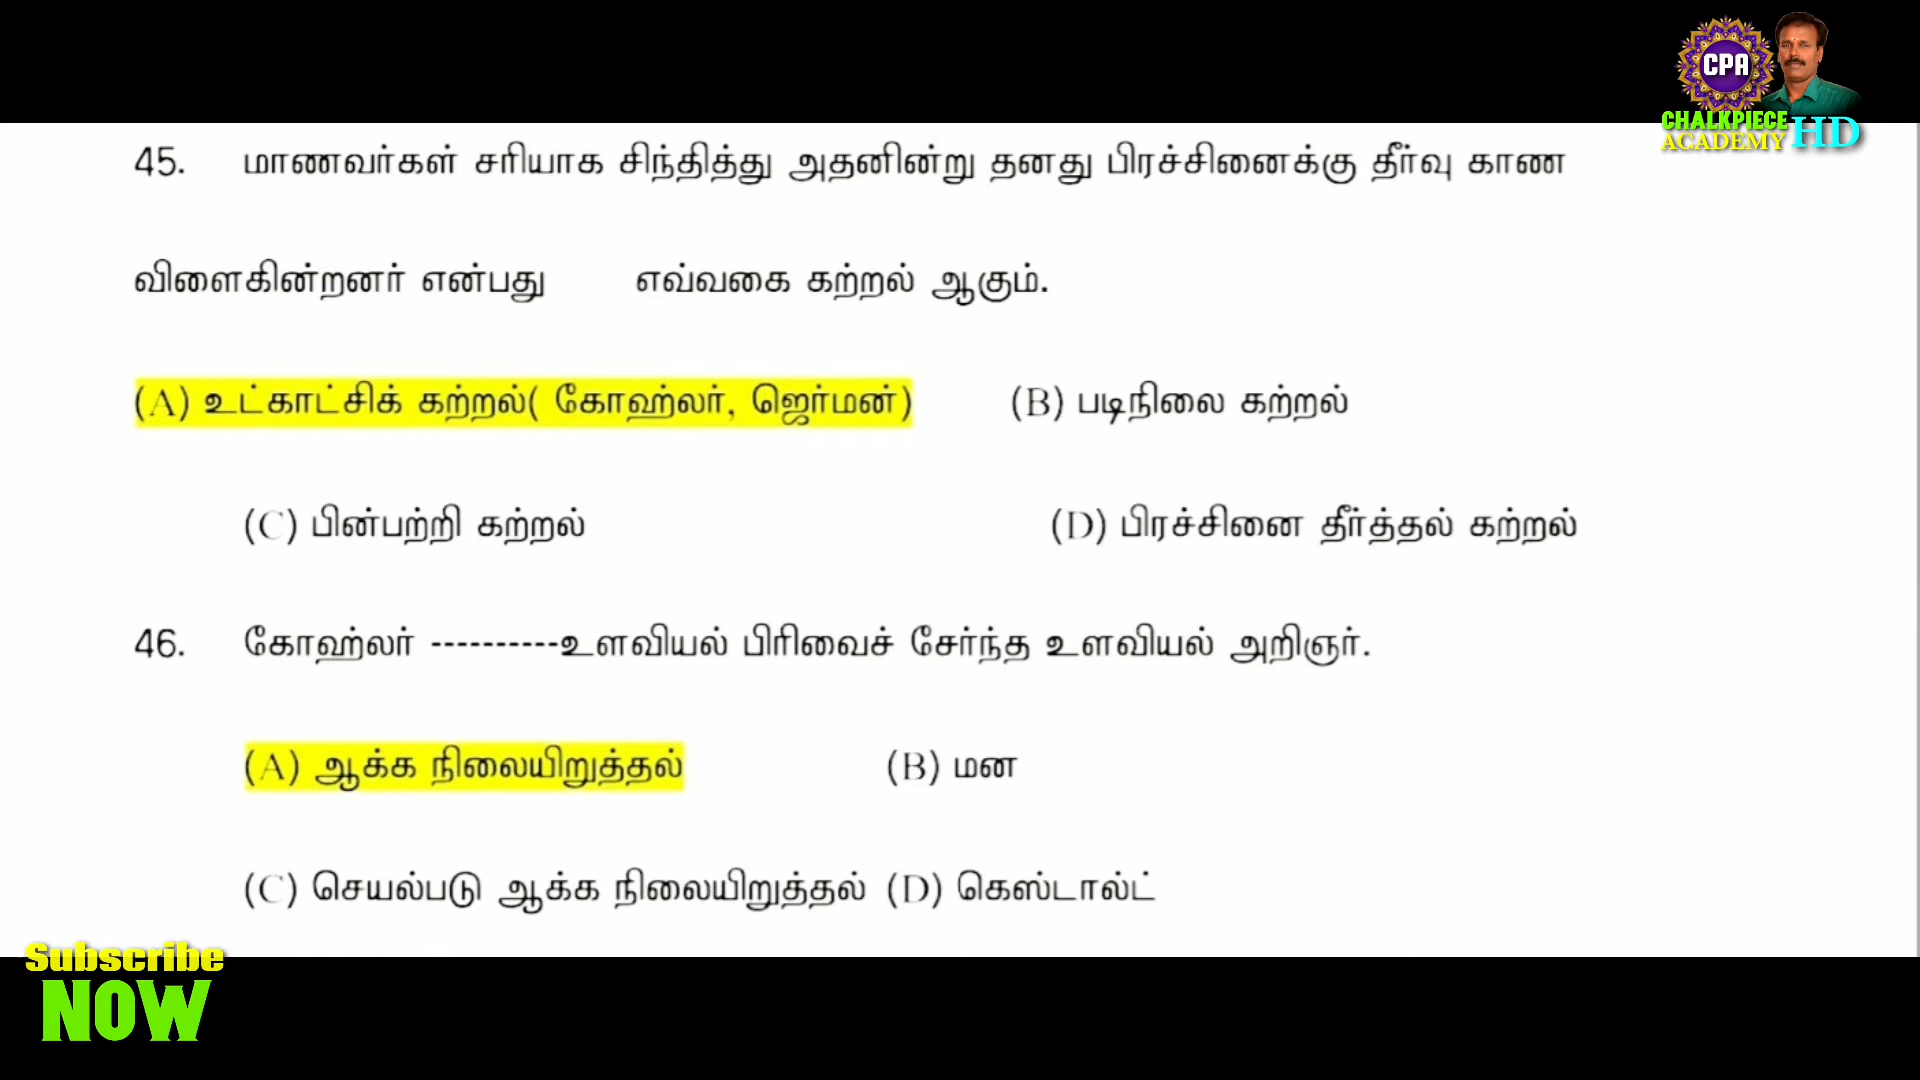 CPA
CHALKPIECE
ACADEMY HD
45. மாணவர்கள் சரியாக சிந்தித்து அதனின்று தனது பிரச்சினைக்கு தீர்வு காண
விளைகின்றனர் என்பது எவ்வகை கற்றல் ஆகும்.
(A) உட்காட்சிக் கற்றல்( கோஹ்லர், ஜெர்மன்) (B) படிநிலை கற்றல்
(C) பின்பற்றி கற்றல் (D) பிரச்சினை தீர்த்தல் கற்றல்
46. கோஹ்லர் ----------உளவியல் பிரிவைச் சேர்ந்த உளவியல் அறிஞர்.
(A) ஆக்க நிலையிறுத்தல் (B) மன
(C) செயல்படு ஆக்க நிலையிறுத்தல் (D) கெஸ்டால்ட்
Subscribe
NOW